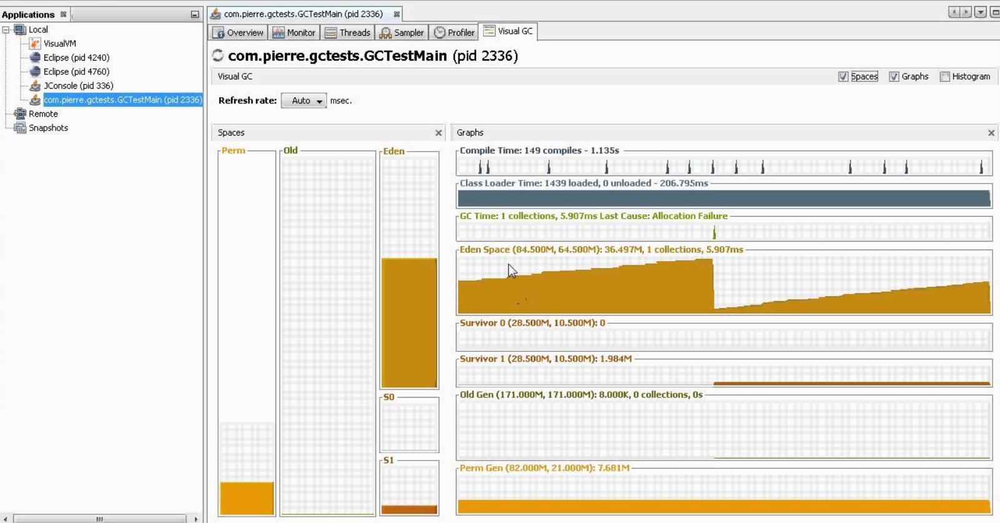 Applications
Local
VisualVM
Eclipse (pid 4240)
Eclipse (pid 4760)
JConsole (pid 336)
com.pierre.gctests.GCTestMain (pid 2336)
Remote
Snapshots
com.pierre.gctests.GCTestMain (pid 2336)
Overview Monitor Threads Sampler Profiler Visual GC
com.pierre.gctests.GCTestMain (pid 2336)
Visual GC Spaces Graphs Histogram
Refresh rate: Auto msec.
Spaces
Perm Old Eden
S0
S1
Graphs
Compile Time: 149 compiles - 1.135s
Class Loader Time: 1439 loaded, 0 unloaded - 206.795ms
GC Time: 1 collections, 5.907ms Last Cause: Allocation Failure
Eden Space (84.500M, 64.500M): 36.497M, 1 collections, 5.907ms
Survivor 0 (28.500M, 10.500M): 0
Survivor 1 (28.500M, 10.500M): 1.984M
Old Gen (171.000M, 171.000M): 8.000K, 0 collections, 0s
Perm Gen (82.000M, 21.000M): 7.681M